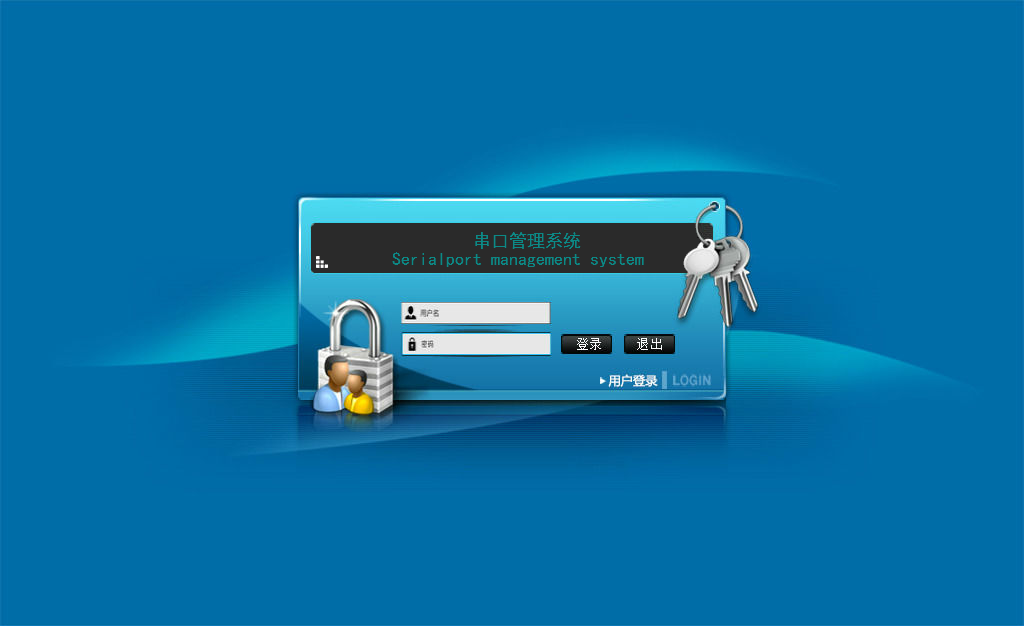 串口管理系统
Serialport management system
用户名
密码
登录 退出
用户登录 LOGIN